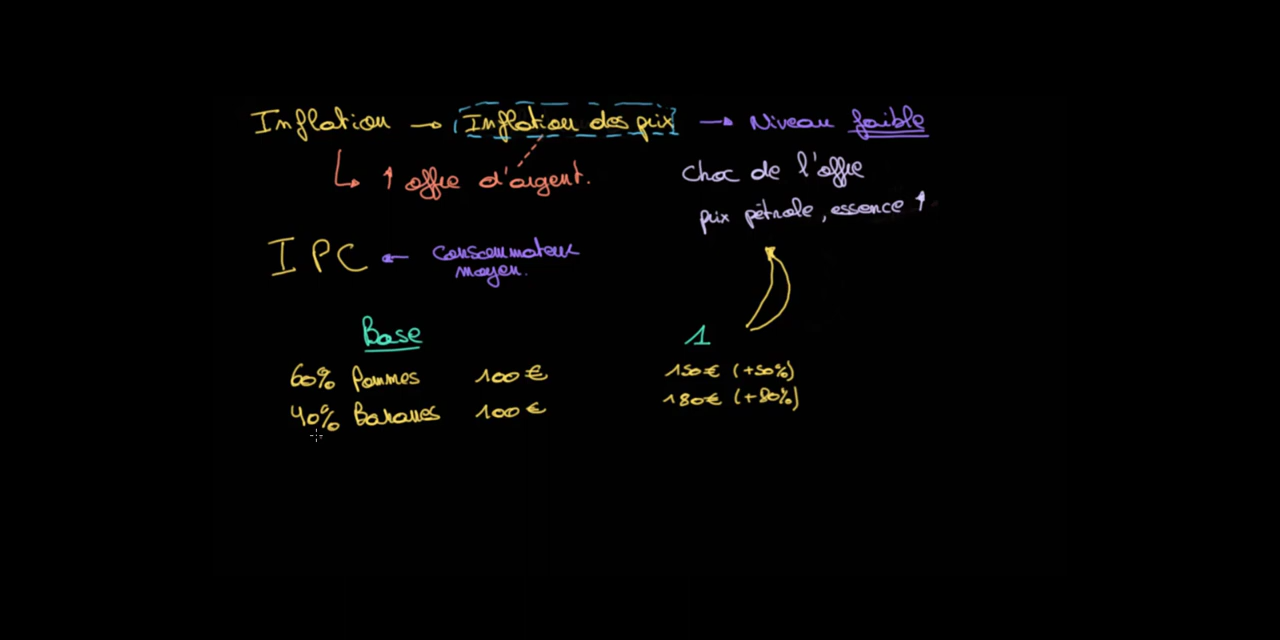 Inflation → Inflation des prix → Niveau faible
↳ ↑ offre d'argent.
choc de l'offre
prix pétrole, essence ↑
IPC ← consommateur
moyen.
Base 1
60% Pommes 100€ 150€ (+50%)
40% Bananes 100€ 180€ (+80%)